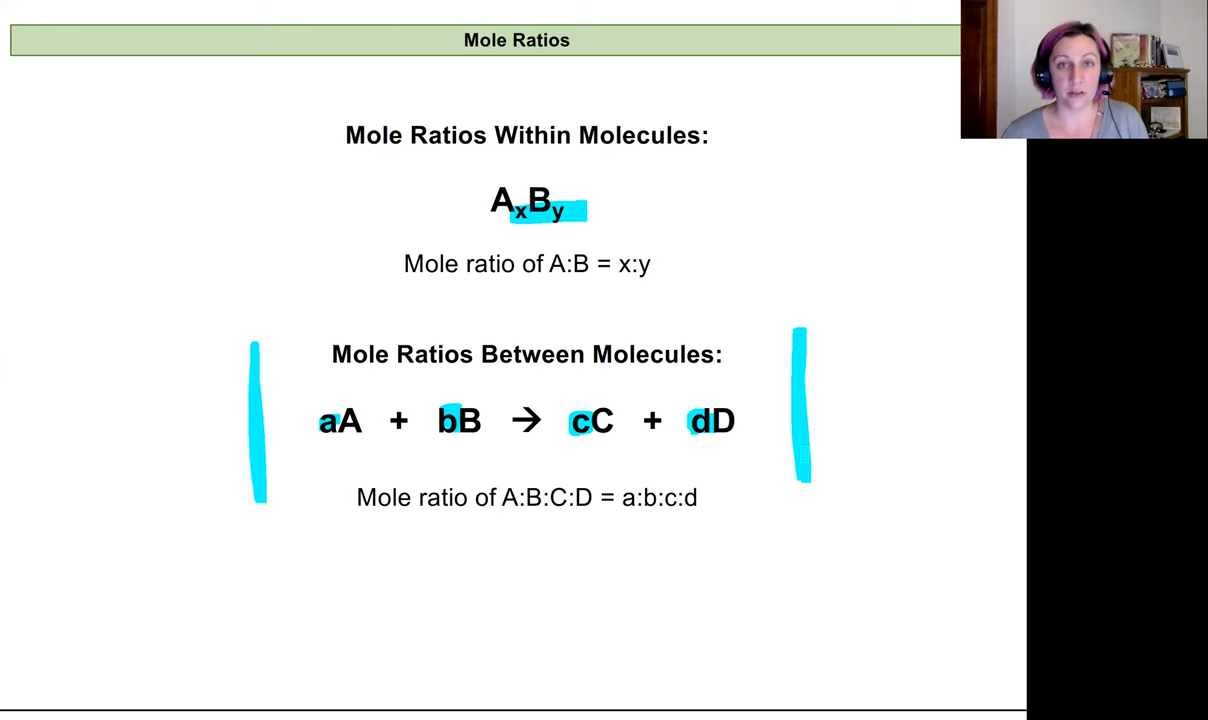 Mole Ratios
Mole Ratios Within Molecules:
AₓBᵧ
Mole ratio of A:B = x:y
Mole Ratios Between Molecules:
aA + bB → cC + dD
Mole ratio of A:B:C:D = a:b:c:d